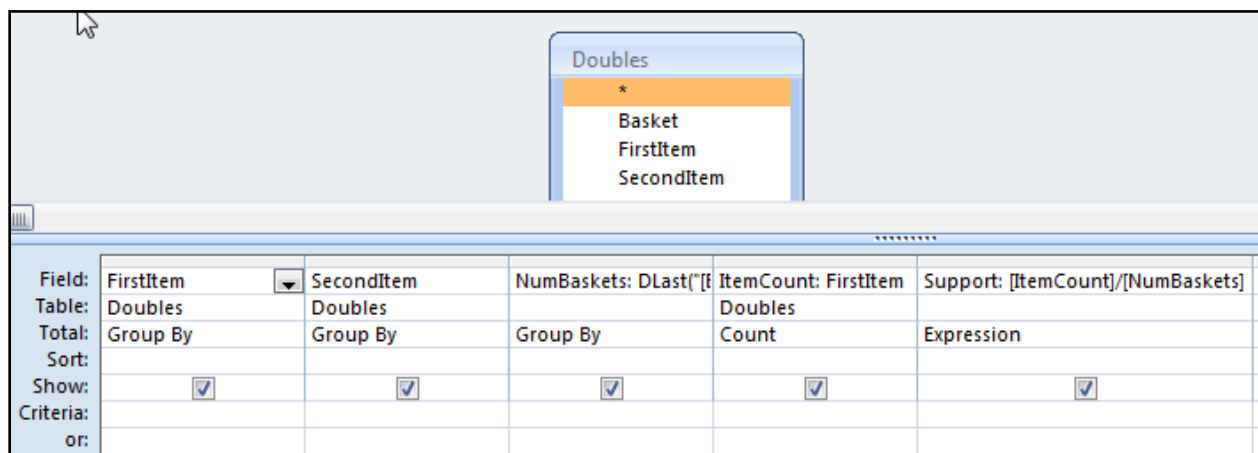 Doubles
*
Basket
FirstItem
SecondItem
Field: FirstItem SecondItem NumBaskets: DLast("[ ItemCount: FirstItem Support: [ItemCount]/[NumBaskets]
Table: Doubles Doubles Doubles
Total: Group By Group By Group By Count Expression
Sort:
Show:
Criteria:
or: